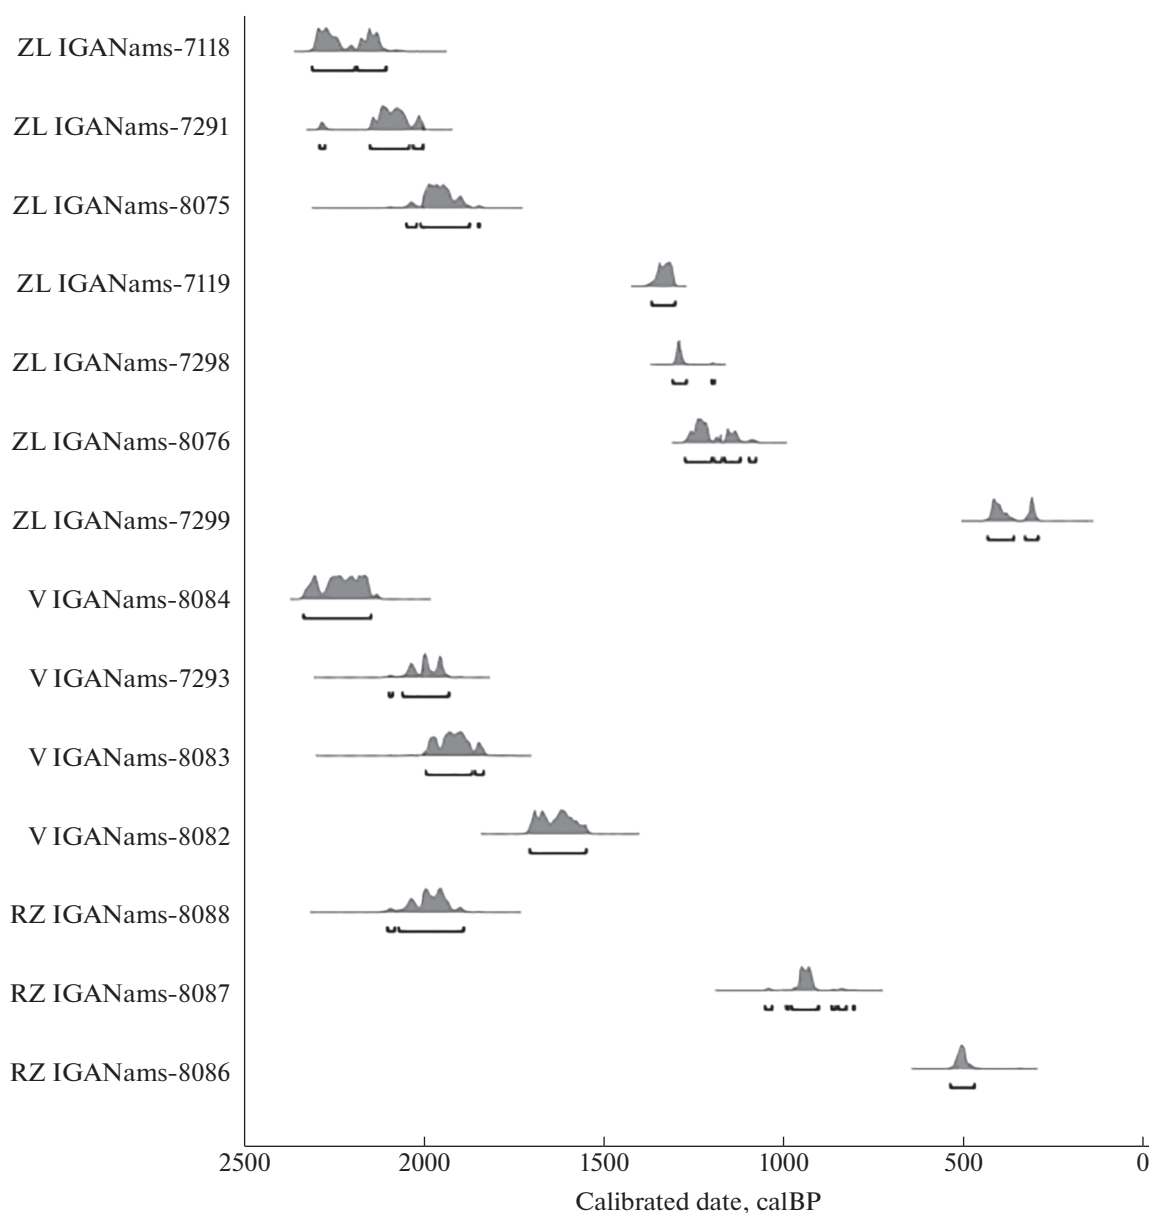 ZL IGANams-7118
ZL IGANams-7291
ZL IGANams-8075
ZL IGANams-7119
ZL IGANams-7298
ZL IGANams-8076
ZL IGANams-7299
V IGANams-8084
V IGANams-7293
V IGANams-8083
V IGANams-8082
RZ IGANams-8088
RZ IGANams-8087
RZ IGANams-8086
2500 2000 1500 1000 500 0
Calibrated date, calBP